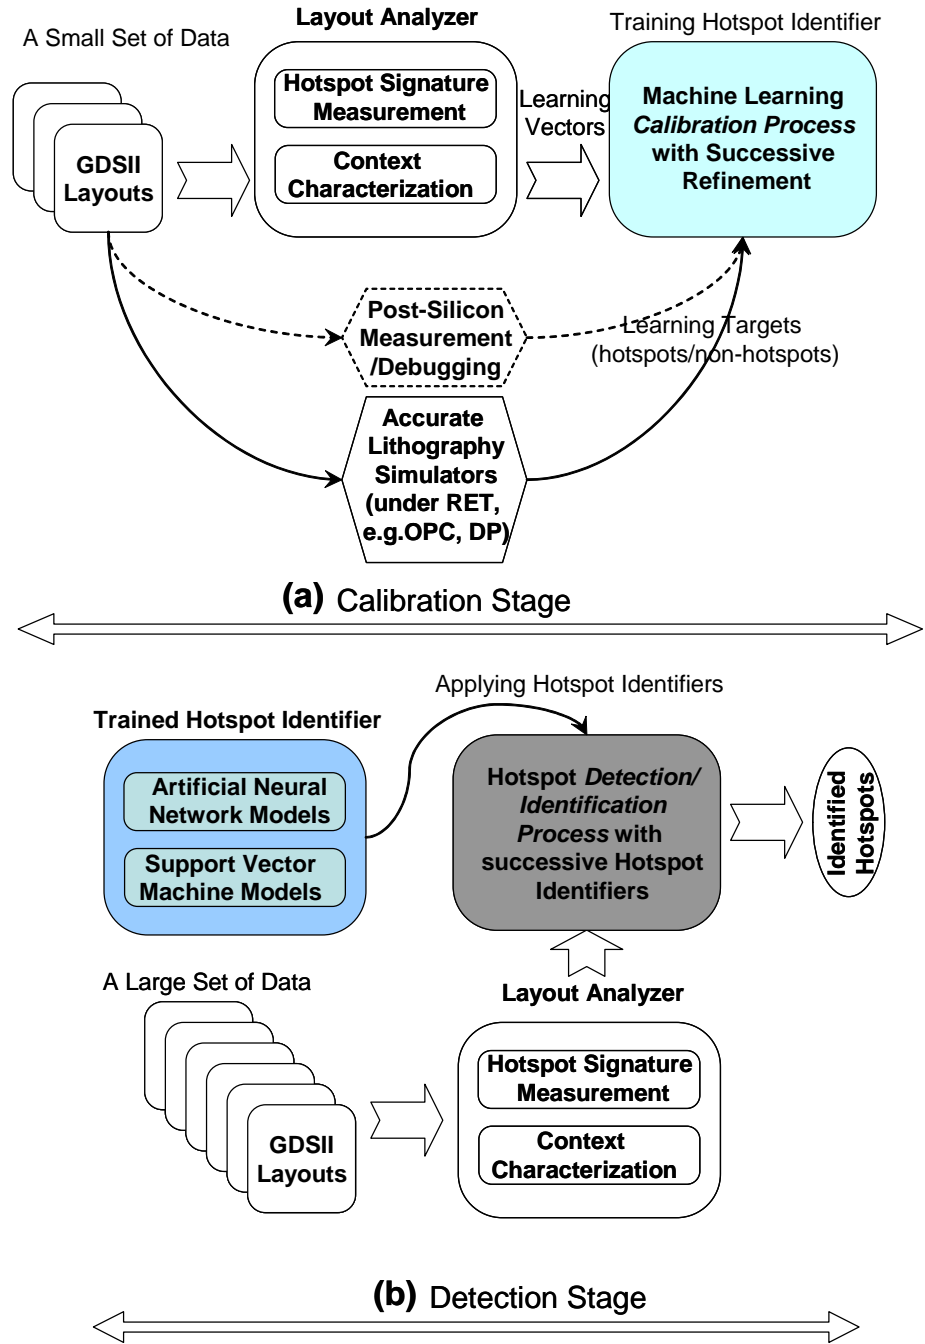 A Small Set of Data
Layout Analyzer
Training Hotspot Identifier
GDSII
Layouts
Hotspot Signature
Measurement
Context
Characterization
Learning
Vectors
Machine Learning
Calibration Process
with Successive
Refinement
Post-Silicon
Measurement
/Debugging
Learning Targets
(hotspots/non-hotspots)
Accurate
Lithography
Simulators
(under RET,
e.g.OPC, DP)
(a) Calibration Stage
Applying Hotspot Identifiers
Trained Hotspot Identifier
Artificial Neural
Network Models
Support Vector
Machine Models
Hotspot Detection/
Identification
Process with
successive Hotspot
Identifiers
Identified
Hotspots
A Large Set of Data
GDSII
Layouts
Layout Analyzer
Hotspot Signature
Measurement
Context
Characterization
(b) Detection Stage